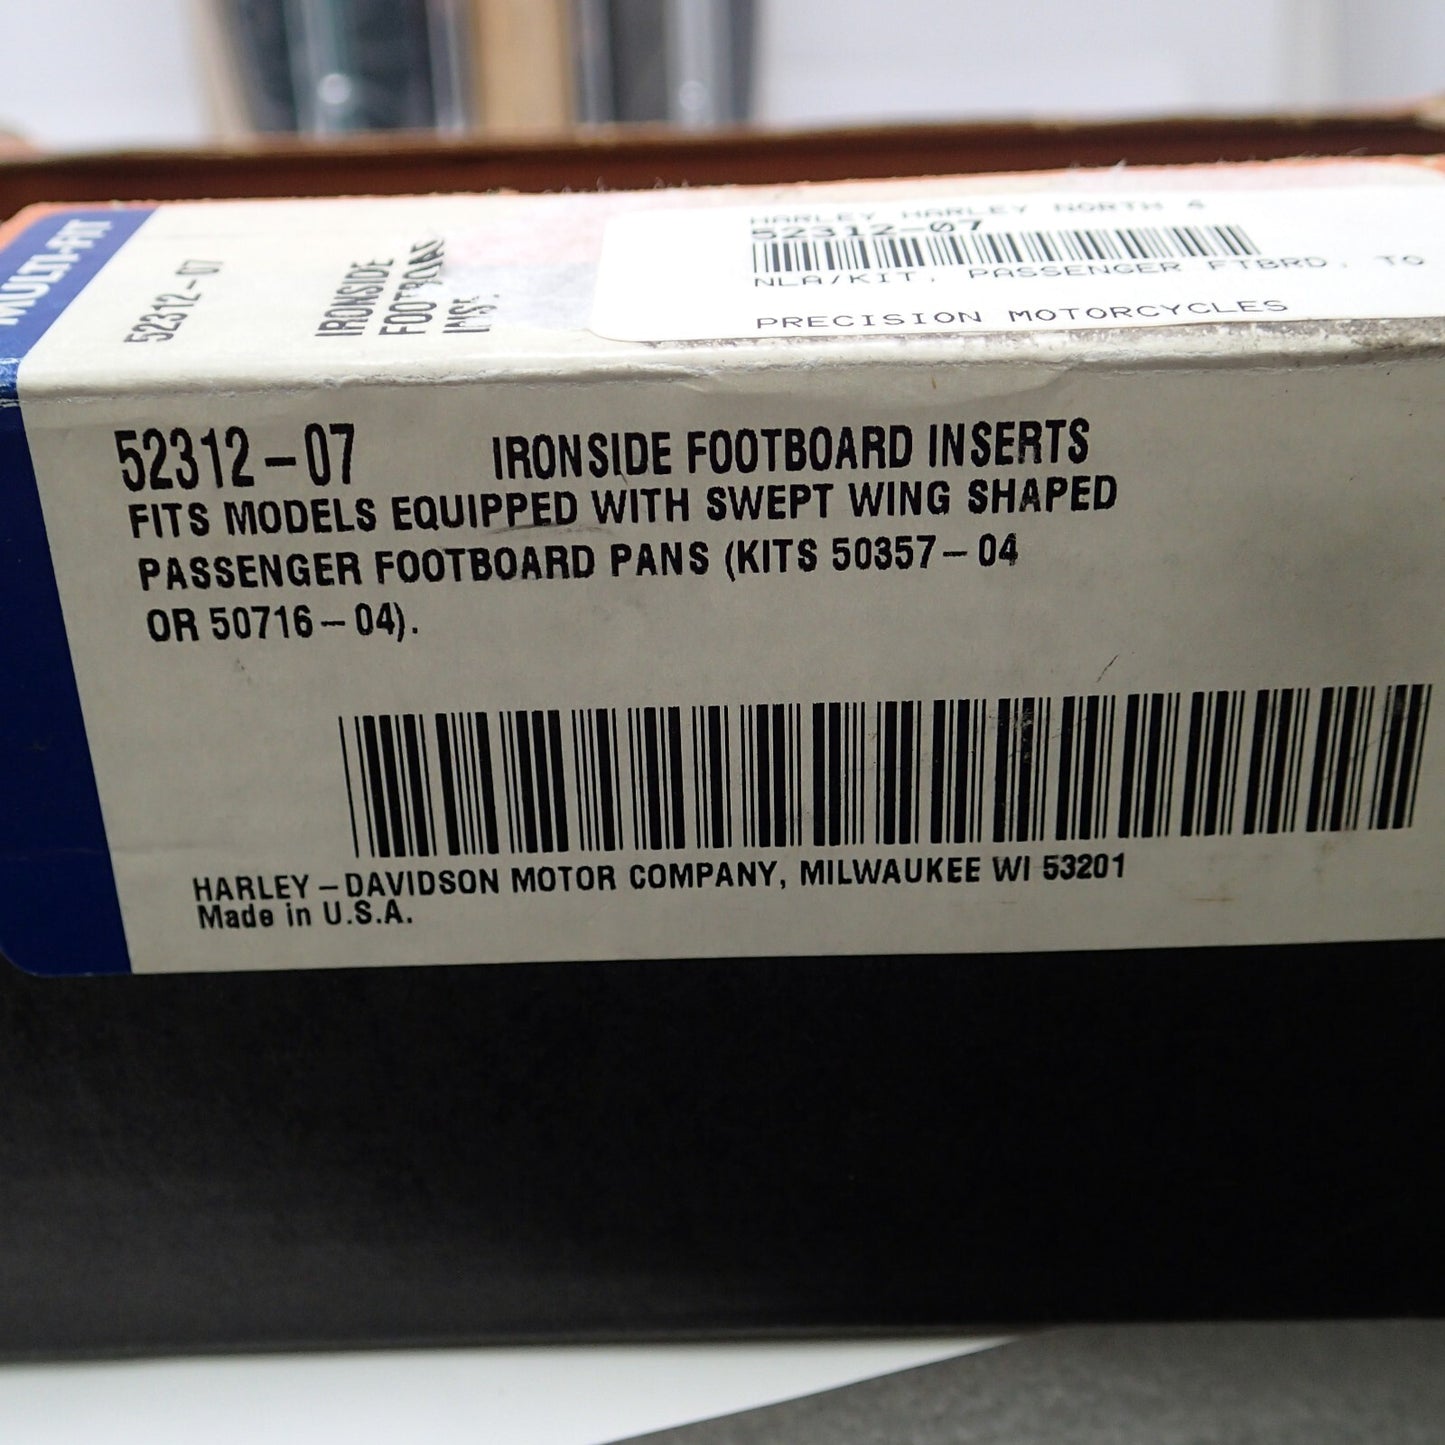 MULTI-FIT
52312-07
IRONSIDE
FOOTBOARD
HARLEY HARLEY NORTH 4
52312-07
NLA/KIT, PASSENGER FTBRD, TO
PRECISION MOTORCYCLES
52312-07 IRONSIDE FOOTBOARD INSERTS
FITS MODELS EQUIPPED WITH SWEPT WING SHAPED
PASSENGER FOOTBOARD PANS (KITS 50357-04
OR 50716-04).
HARLEY-DAVIDSON MOTOR COMPANY, MILWAUKEE WI 53201
Made in U.S.A.